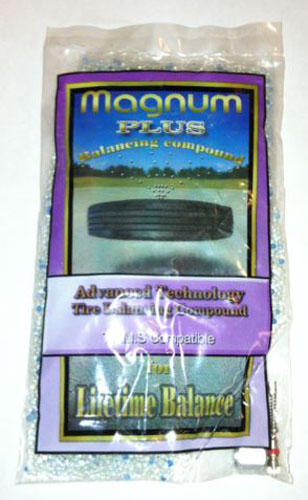 Magnum
PLUS
Balancing compound
Advanced Technology
Tire Balancing Compound
Compatible
for
Lifetime Balance